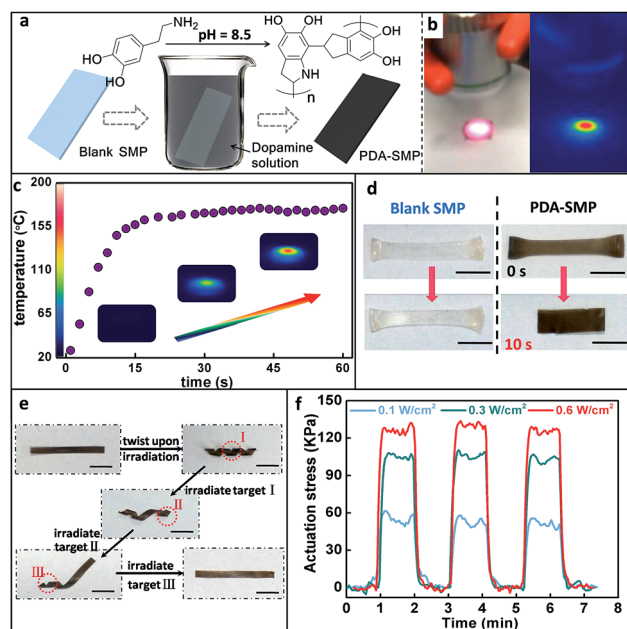 a
NH₂
HO
HO
pH = 8.5
HO
OH
NH
n
OH
OH
Blank SMP
Dopamine
solution
PDA-SMP
b
c
200
155
110
65
20
temperature (°C)
0
15
30
45
60
time (s)
d
Blank SMP
PDA-SMP
0 s
10 s
e
twist upon
irradiation
I
irradiate target I
II
irradiate
target II
III
irradiate
target III
f
0.1 W/cm²
0.3 W/cm²
0.6 W/cm²
150
120
90
60
30
0
Actuation stress (KPa)
0 1 2 3 4 5 6 7
Time (min)